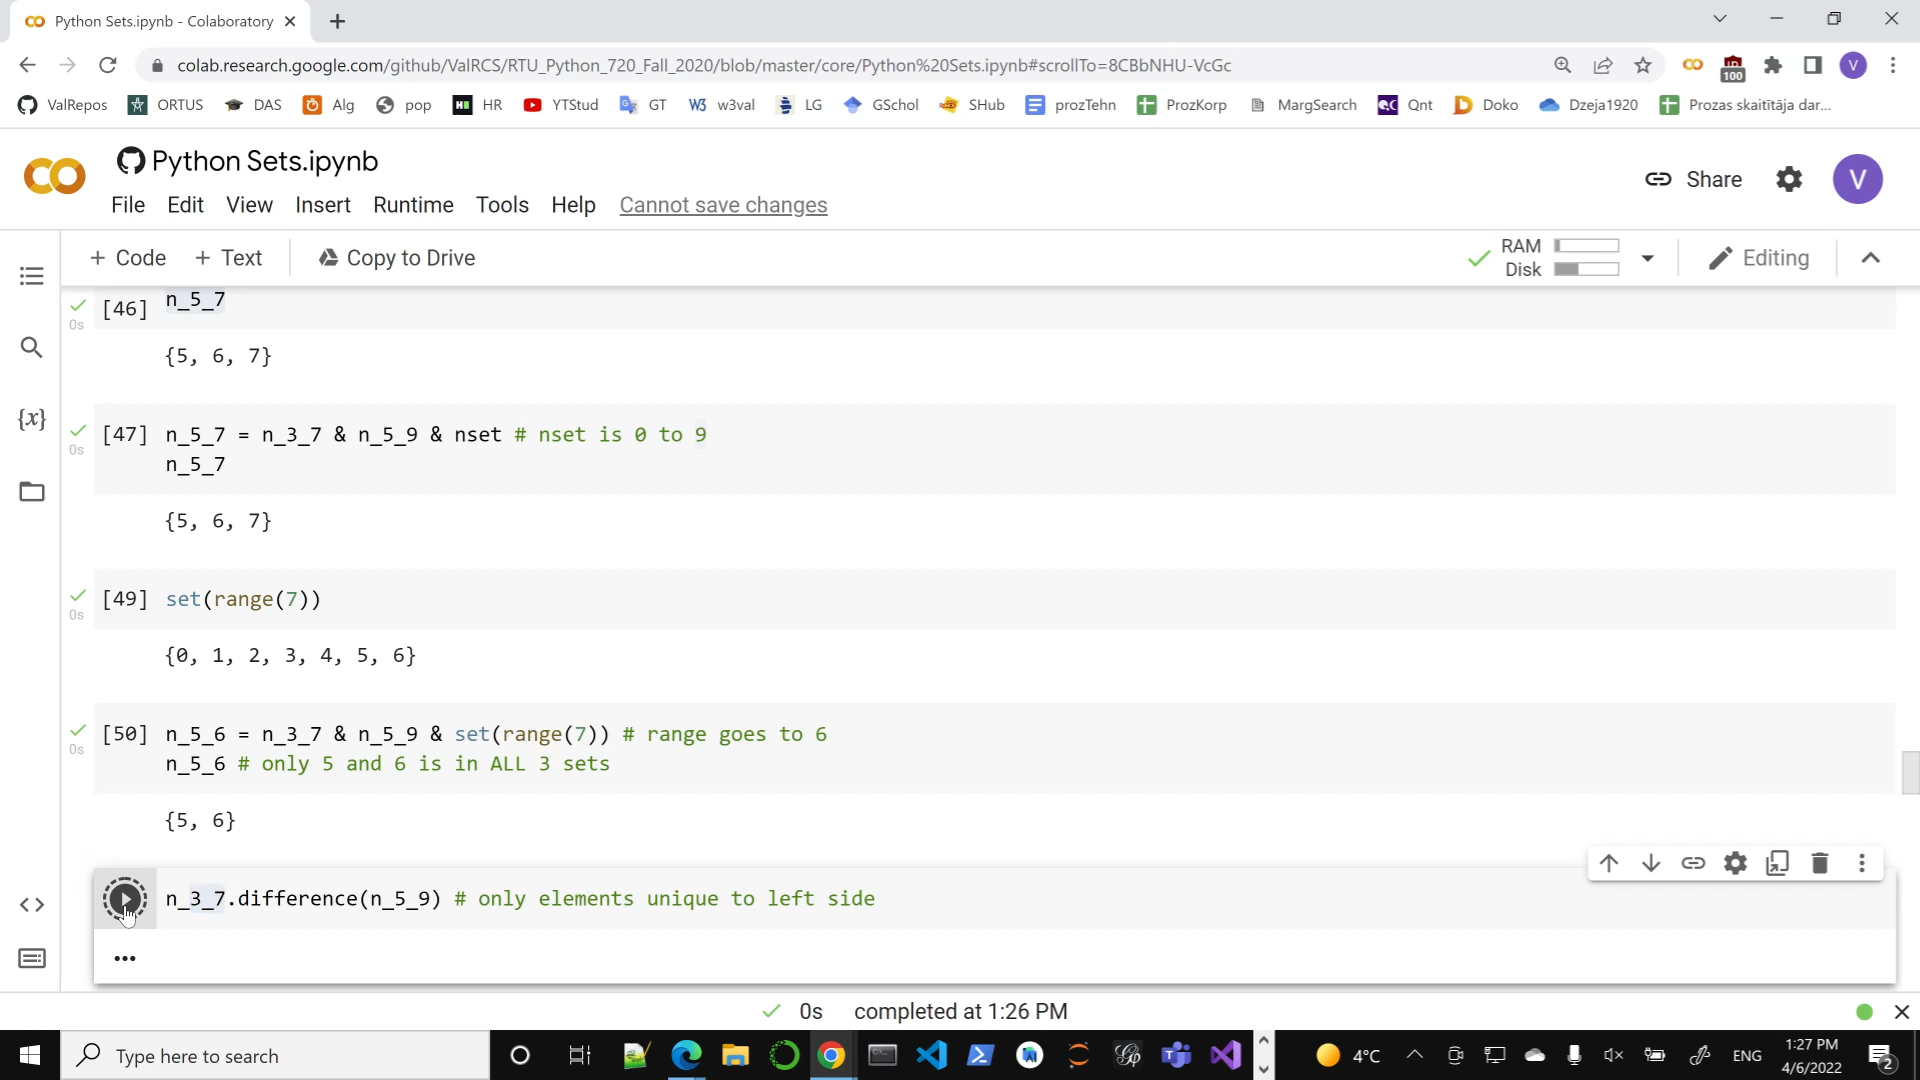 Python Sets.ipynb - Colaboratory
colab.research.google.com/github/ValRCS/RTU_Python_720_Fall_2020/blob/master/core/Python%20Sets.ipynb#scrollTo=8CBbNHU-VcGc
100
V
ValRepos ORTUS DAS Alg pop HR YTStud GT W3 w3val LG GSchol SHub prozTehn ProzKorp MargSearch Qnt Doko Dzeja1920 Prozas skaitītāja dar...
Python Sets.ipynb
Share
V
File Edit View Insert Runtime Tools Help Cannot save changes
+ Code + Text Copy to Drive
RAM
Disk
Editing
[46] n_5_7
0s
{5, 6, 7}
{x}
[47] n_5_7 = n_3_7 & n_5_9 & nset # nset is 0 to 9
0s
n_5_7
{5, 6, 7}
[49] set(range(7))
0s
{0, 1, 2, 3, 4, 5, 6}
[50] n_5_6 = n_3_7 & n_5_9 & set(range(7)) # range goes to 6
0s
n_5_6 # only 5 and 6 is in ALL 3 sets
{5, 6}
n_3_7.difference(n_5_9) # only elements unique to left side
...
0s completed at 1:26 PM
Type here to search
4°C
ENG
1:27 PM
4/6/2022
2